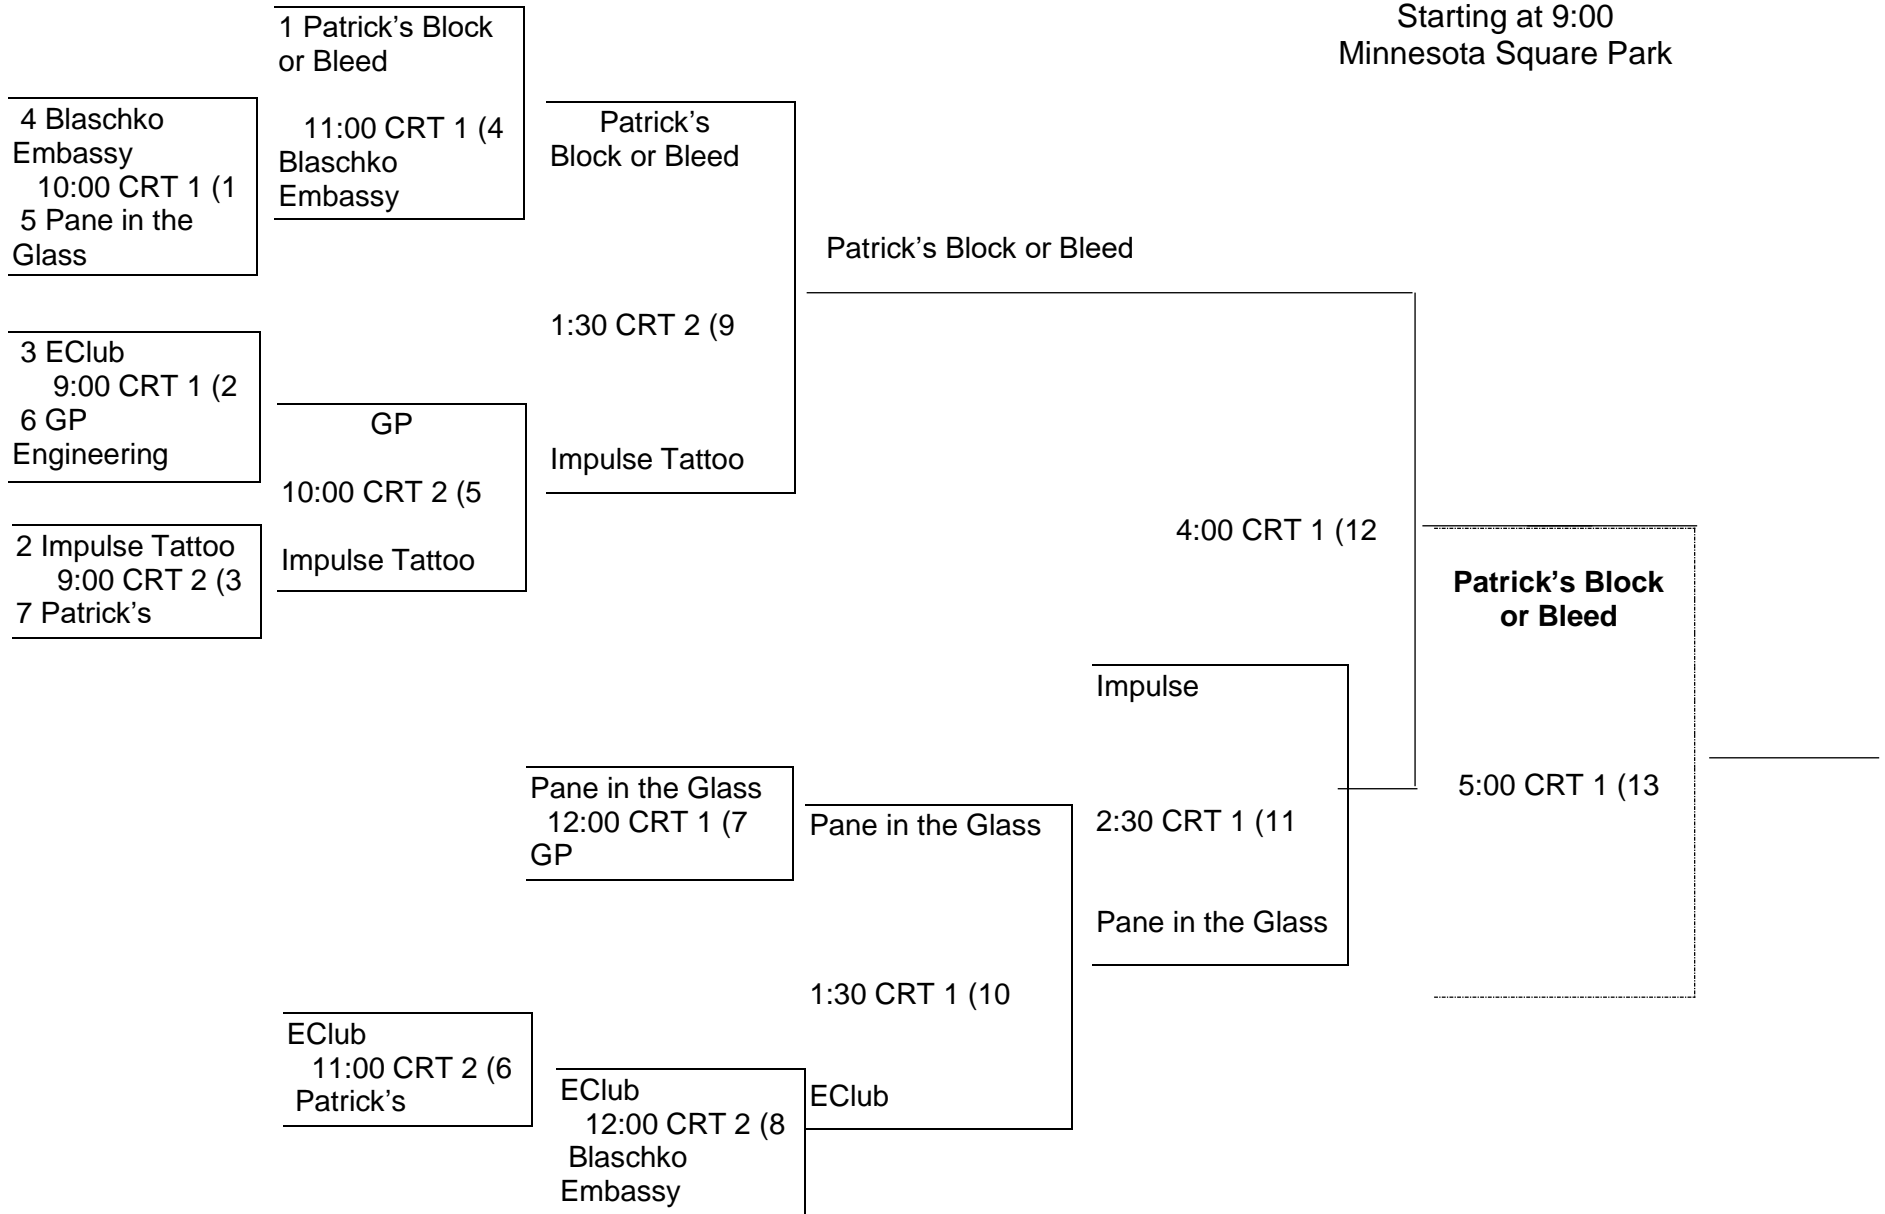 Starting at 9:00
Minnesota Square Park
1 Patrick’s Block
or Bleed
11:00 CRT 1 (4
Blaschko
Embassy
4 Blaschko
Embassy
10:00 CRT 1 (1
5 Pane in the
Glass
Patrick’s
Block or Bleed
1:30 CRT 2 (9
Impulse Tattoo
Patrick’s Block or Bleed
3 EClub
9:00 CRT 1 (2
6 GP
Engineering
GP
10:00 CRT 2 (5
Impulse Tattoo
2 Impulse Tattoo
9:00 CRT 2 (3
7 Patrick’s
4:00 CRT 1 (12
Patrick’s Block
or Bleed
5:00 CRT 1 (13
Impulse
2:30 CRT 1 (11
Pane in the Glass
Pane in the Glass
12:00 CRT 1 (7
GP
Pane in the Glass
1:30 CRT 1 (10
EClub
EClub
11:00 CRT 2 (6
Patrick’s
EClub
12:00 CRT 2 (8
Blaschko
Embassy